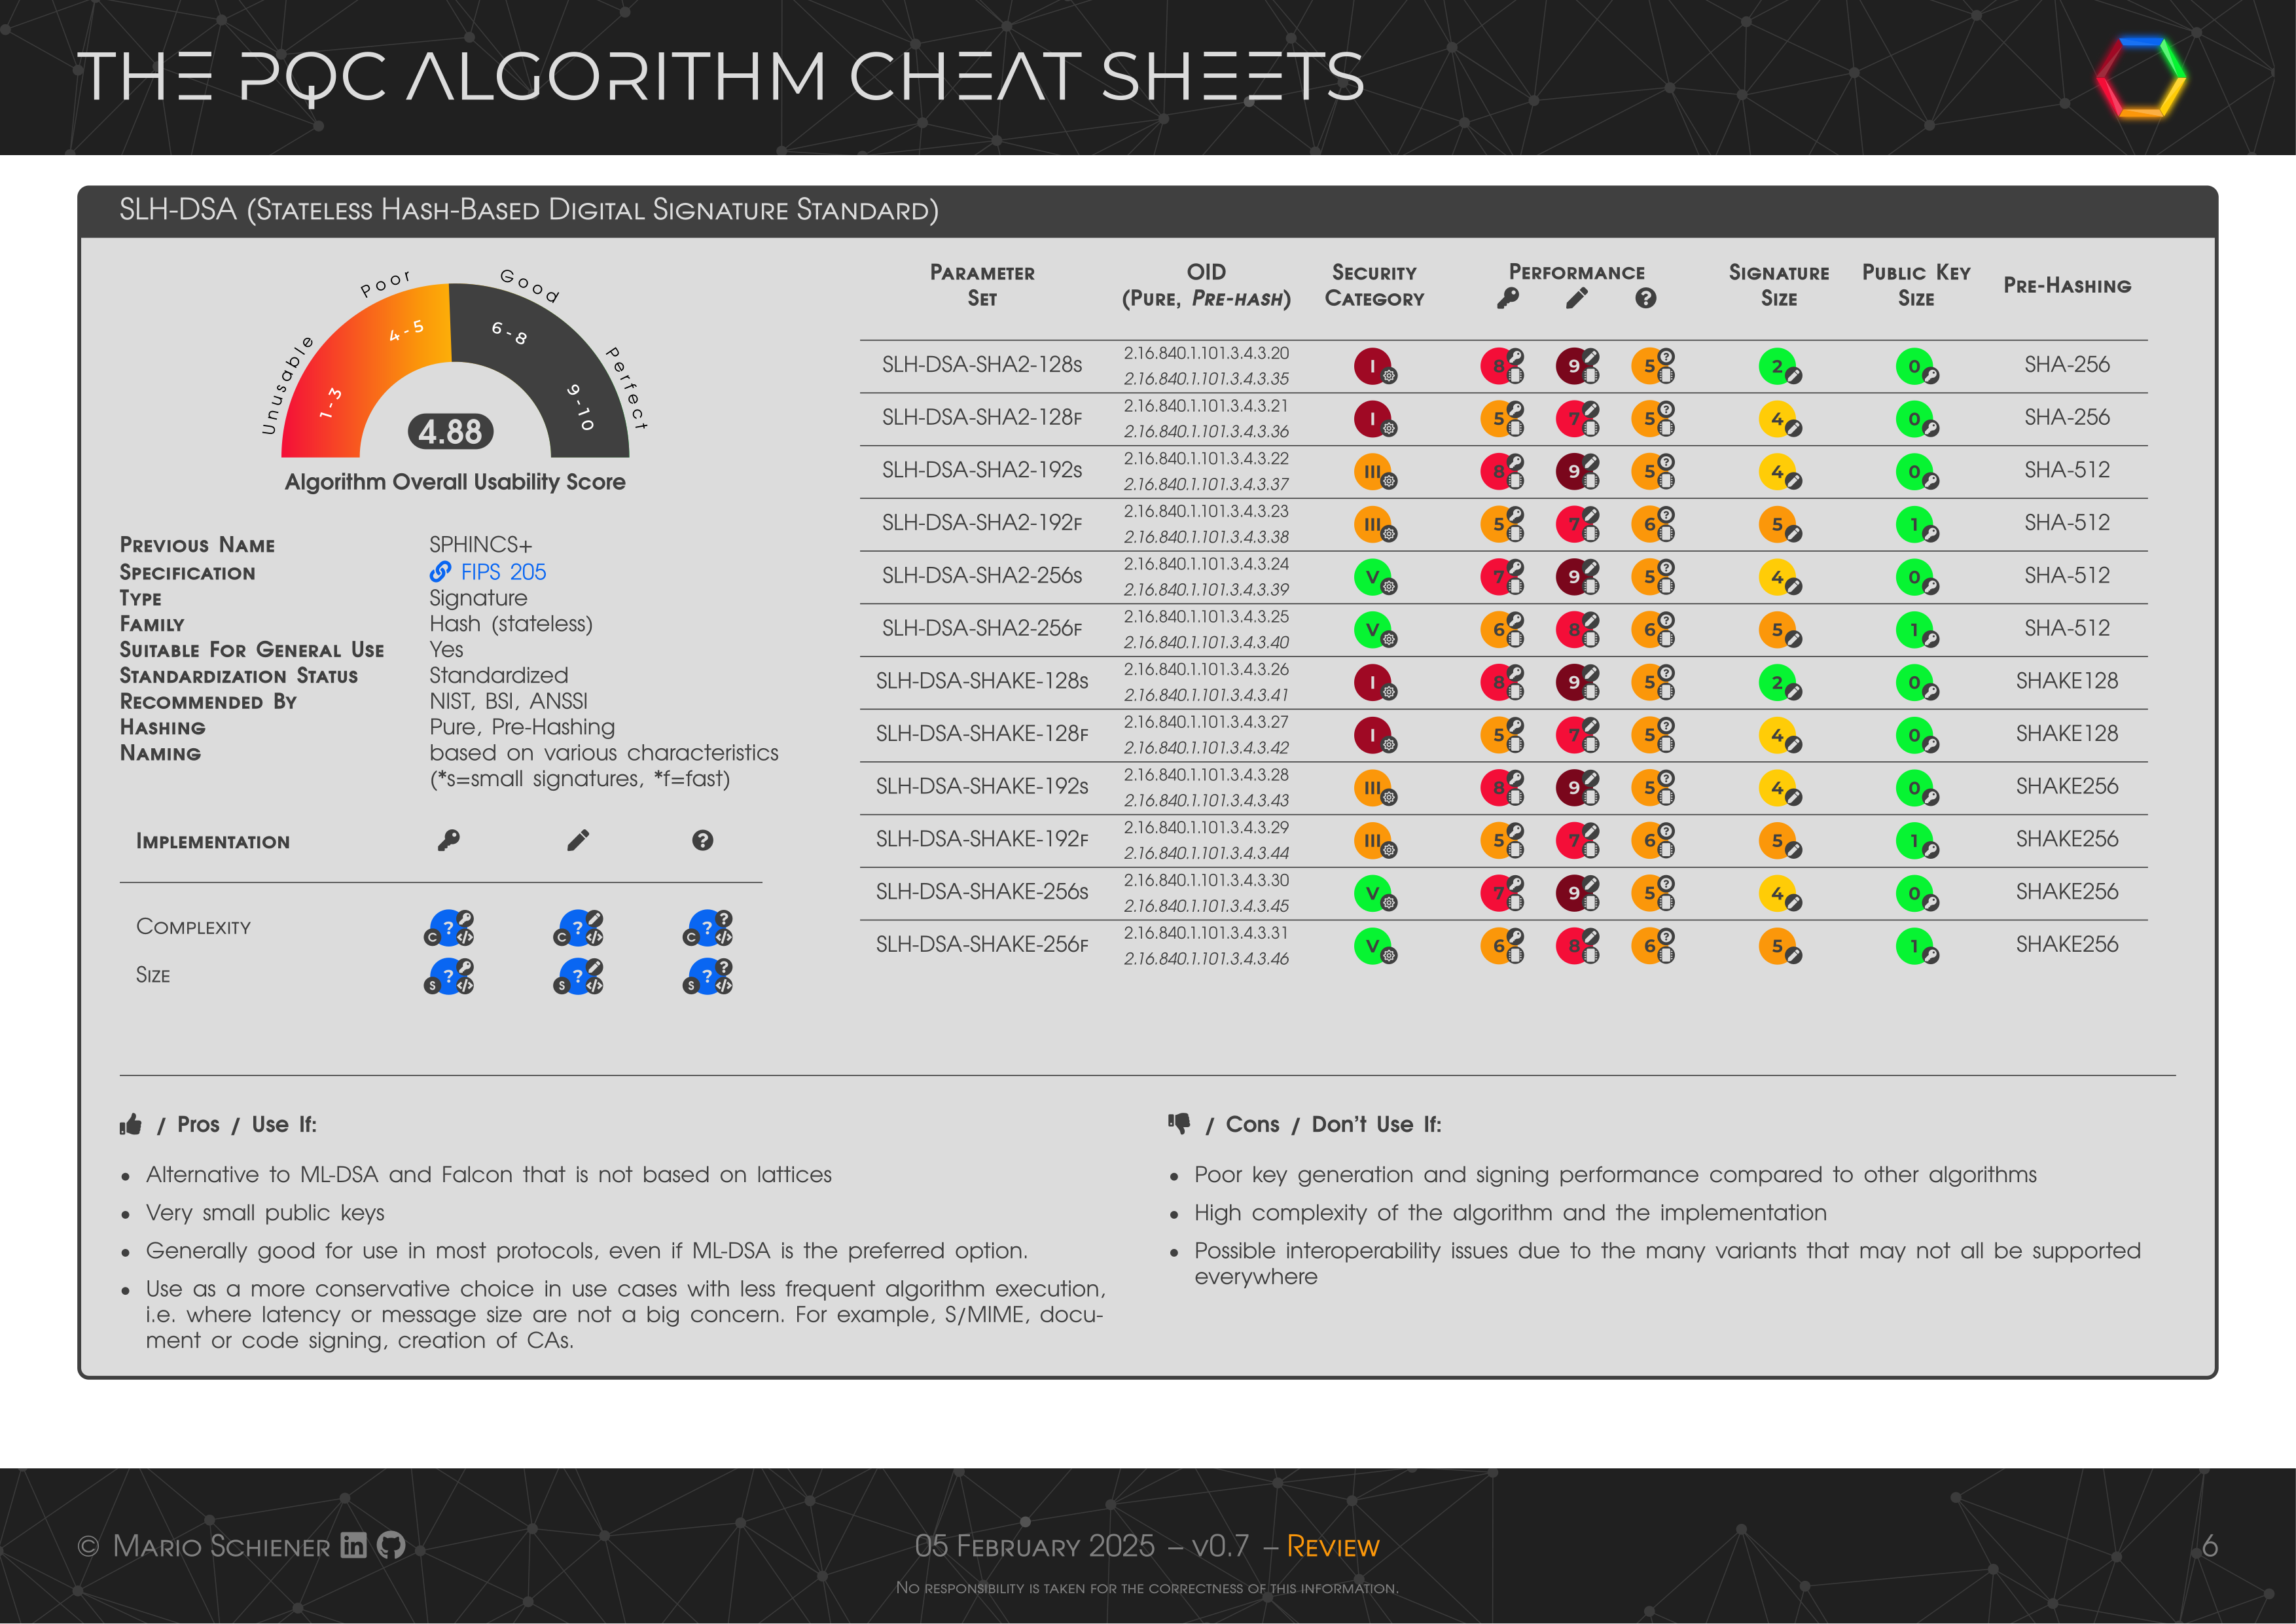 THE PQC ALGORITHM CHEAT SHEETS
SLH-DSA (Stateless Hash-Based Digital Signature Standard)
Unusable
Poor
Good
Perfect
1-3
4-5
6-8
9-10
4.88
Algorithm Overall Usability Score
Previous Name SPHINCS+
Specification FIPS 205
Type Signature
Family Hash (stateless)
Suitable For General Use Yes
Standardization Status Standardized
Recommended By NIST, BSI, ANSSI
Hashing Pure, Pre-Hashing
Naming based on various characteristics
(*s=small signatures, *f=fast)
Implementation
Complexity ? C ? C ? C
Size ? S ? S ? S
Parameter Set OID (Pure, Pre-hash) Security Category Performance Signature Size Public Key Size Pre-Hashing
SLH-DSA-SHA2-128s 2.16.840.1.101.3.4.3.20 I 8 9 5 2 0 SHA-256
2.16.840.1.101.3.4.3.35
SLH-DSA-SHA2-128f 2.16.840.1.101.3.4.3.21 I 5 7 5 4 0 SHA-256
2.16.840.1.101.3.4.3.36
SLH-DSA-SHA2-192s 2.16.840.1.101.3.4.3.22 III 8 9 5 4 0 SHA-512
2.16.840.1.101.3.4.3.37
SLH-DSA-SHA2-192f 2.16.840.1.101.3.4.3.23 III 5 7 6 5 1 SHA-512
2.16.840.1.101.3.4.3.38
SLH-DSA-SHA2-256s 2.16.840.1.101.3.4.3.24 V 7 9 5 4 0 SHA-512
2.16.840.1.101.3.4.3.39
SLH-DSA-SHA2-256f 2.16.840.1.101.3.4.3.25 V 6 8 6 5 1 SHA-512
2.16.840.1.101.3.4.3.40
SLH-DSA-SHAKE-128s 2.16.840.1.101.3.4.3.26 I 8 9 5 2 0 SHAKE128
2.16.840.1.101.3.4.3.41
SLH-DSA-SHAKE-128f 2.16.840.1.101.3.4.3.27 I 5 7 5 4 0 SHAKE128
2.16.840.1.101.3.4.3.42
SLH-DSA-SHAKE-192s 2.16.840.1.101.3.4.3.28 III 8 9 5 4 0 SHAKE256
2.16.840.1.101.3.4.3.43
SLH-DSA-SHAKE-192f 2.16.840.1.101.3.4.3.29 III 5 7 6 5 1 SHAKE256
2.16.840.1.101.3.4.3.44
SLH-DSA-SHAKE-256s 2.16.840.1.101.3.4.3.30 V 7 9 5 4 0 SHAKE256
2.16.840.1.101.3.4.3.45
SLH-DSA-SHAKE-256f 2.16.840.1.101.3.4.3.31 V 6 8 6 5 1 SHAKE256
2.16.840.1.101.3.4.3.46
/ Pros / Use If:
• Alternative to ML-DSA and Falcon that is not based on lattices
• Very small public keys
• Generally good for use in most protocols, even if ML-DSA is the preferred option.
• Use as a more conservative choice in use cases with less frequent algorithm execution,
i.e. where latency or message size are not a big concern. For example, S/MIME, docu-
ment or code signing, creation of CAs.
/ Cons / Don't Use If:
• Poor key generation and signing performance compared to other algorithms
• High complexity of the algorithm and the implementation
• Possible interoperability issues due to the many variants that may not all be supported
everywhere
© Mario Schiener in
05 February 2025 – v0.7 – Review
No responsibility is taken for the correctness of this information.
6